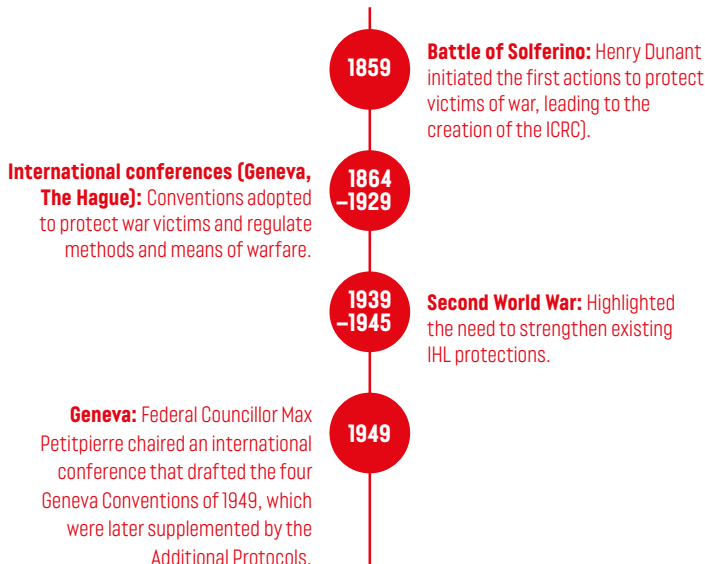 1859
Battle of Solferino: Henry Dunant
initiated the first actions to protect
victims of war, leading to the
creation of the ICRC).
International conferences (Geneva,
The Hague): Conventions adopted
to protect war victims and regulate
methods and means of warfare.
1864
–1929
1939
–1945
Second World War: Highlighted
the need to strengthen existing
IHL protections.
Geneva: Federal Councillor Max
Petitpierre chaired an international
conference that drafted the four
Geneva Conventions of 1949, which
were later supplemented by the
Additional Protocols.
1949